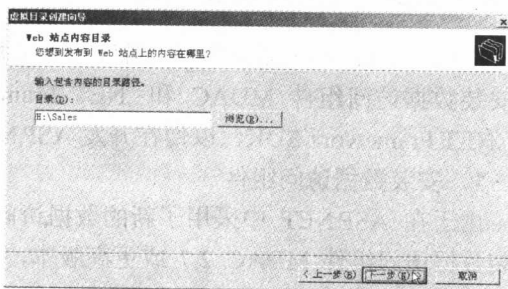 虚拟目录创建向导
Web 站点内容目录
您想到发布到 Web 站点上的内容在哪里?
输入包含内容的目录路径。
目录(D):
H:\Sales
浏览(R)...
< 上一步(B)
下一步(N) >
取消